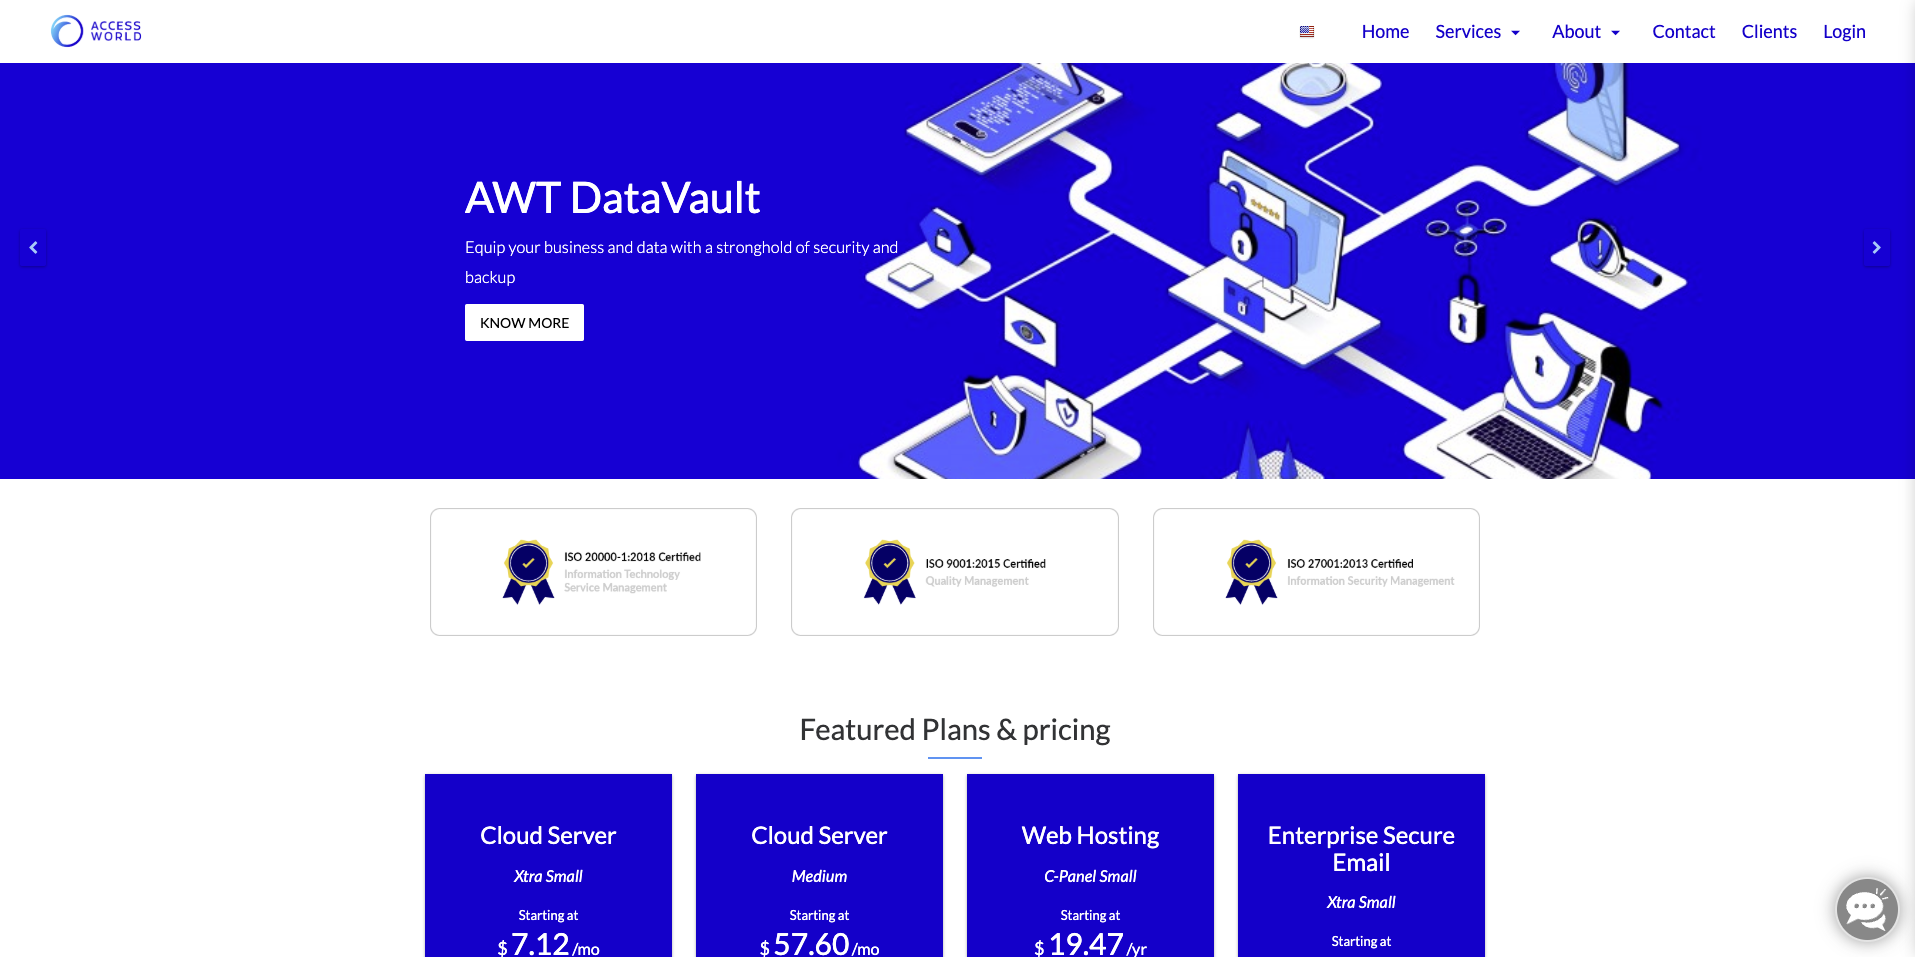 ACCESS
WORLD
Home
Services
About
Contact
Clients
Login
AWT DataVault
Equip your business and data with a stronghold of security and
backup
KNOW MORE
ISO 20000-1:2018 Certified
Information Technology
Service Management
ISO 9001:2015 Certified
Quality Management
ISO 27001:2013 Certified
Information Security Management
Featured Plans & pricing
Cloud Server
Xtra Small
Starting at
$ 7.12 /mo
Cloud Server
Medium
Starting at
$ 57.60 /mo
Web Hosting
C-Panel Small
Starting at
$ 19.47 /yr
Enterprise Secure
Email
Xtra Small
Starting at